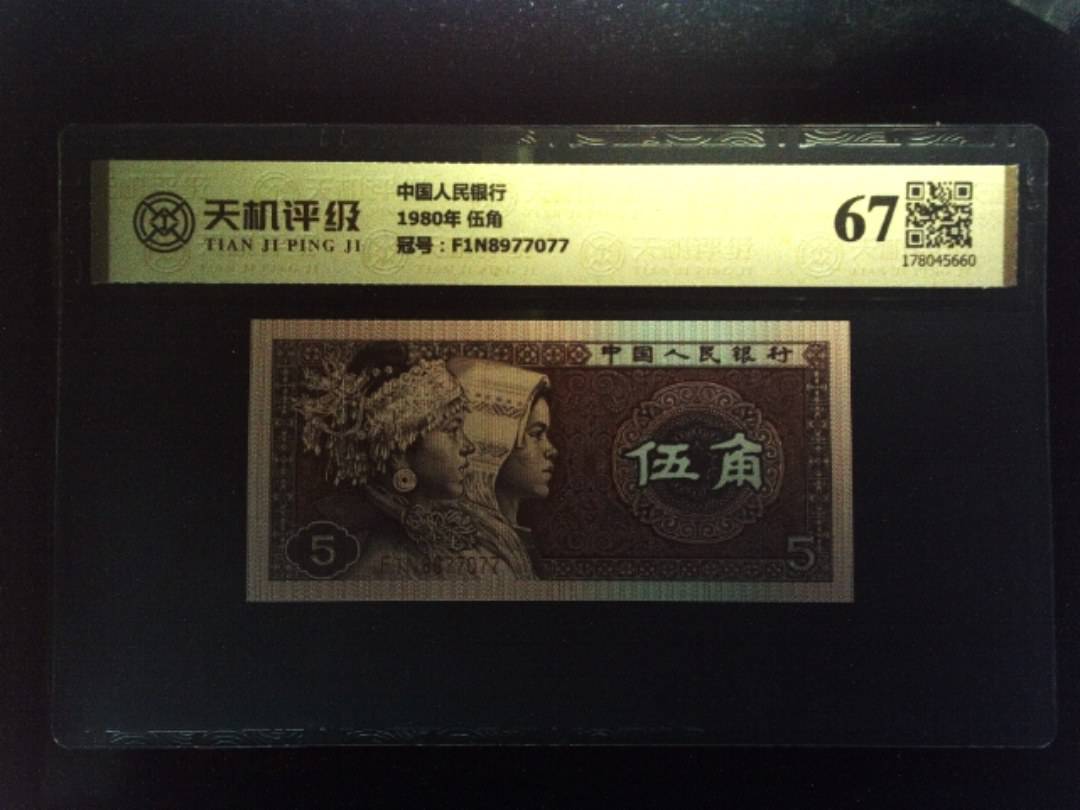 天机评级
TIAN JI PING JI
中国人民银行
1980年 伍角
冠号：F1N8977077
67
178045660
中国人民银行
伍角
5
F1N8977077
5